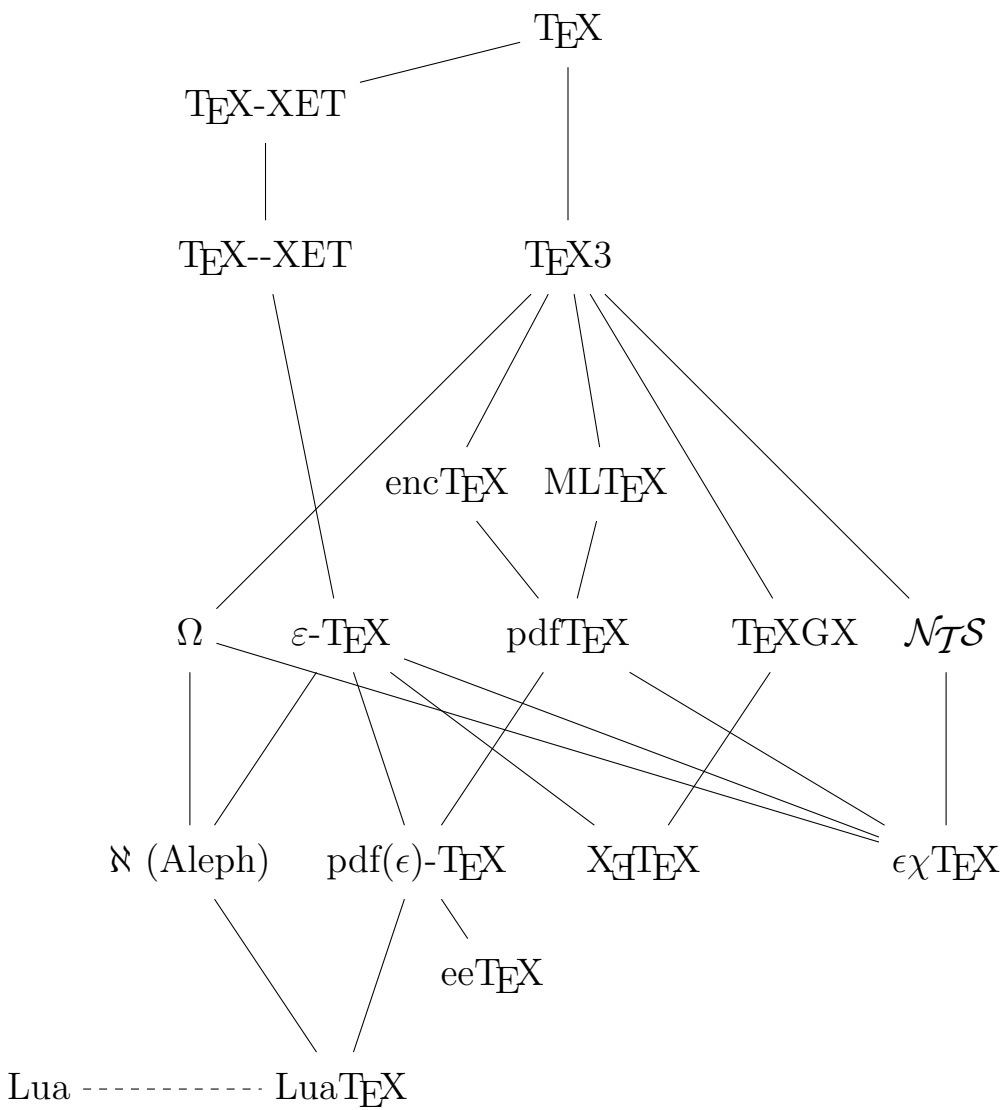 TEX
TEX-XET
TEX--XET TEX3
encTEX MLTEX
Ω ε-TEX pdfTEX TEXGX NTS
ℵ (Aleph) pdf(ϵ)-TEX XƎTEX ϵχTEX
eeTEX
Lua LuaTEX